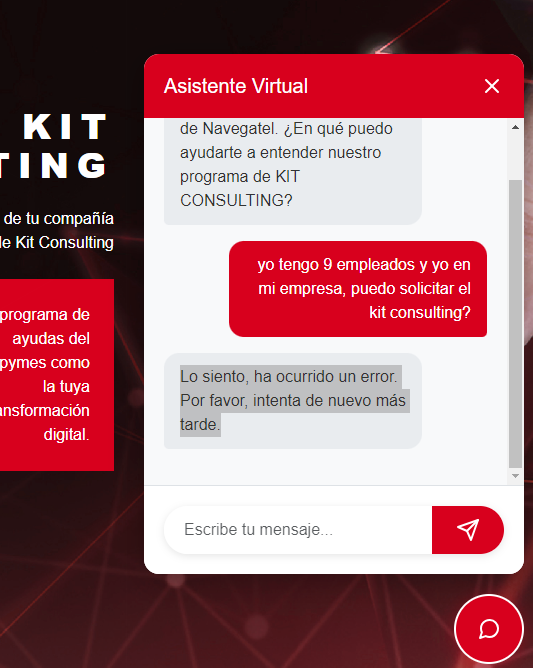 KIT
TING
de tu compañía
de Kit Consulting
programa de
ayudas del
pymes como
la tuya
ansformación
digital.
Asistente Virtual
de Navegatel. ¿En qué puedo
ayudarte a entender nuestro
programa de KIT
CONSULTING?
yo tengo 9 empleados y yo en
mi empresa, puedo solicitar el
kit consulting?
Lo siento, ha ocurrido un error.
Por favor, intenta de nuevo más
tarde.
Escribe tu mensaje...